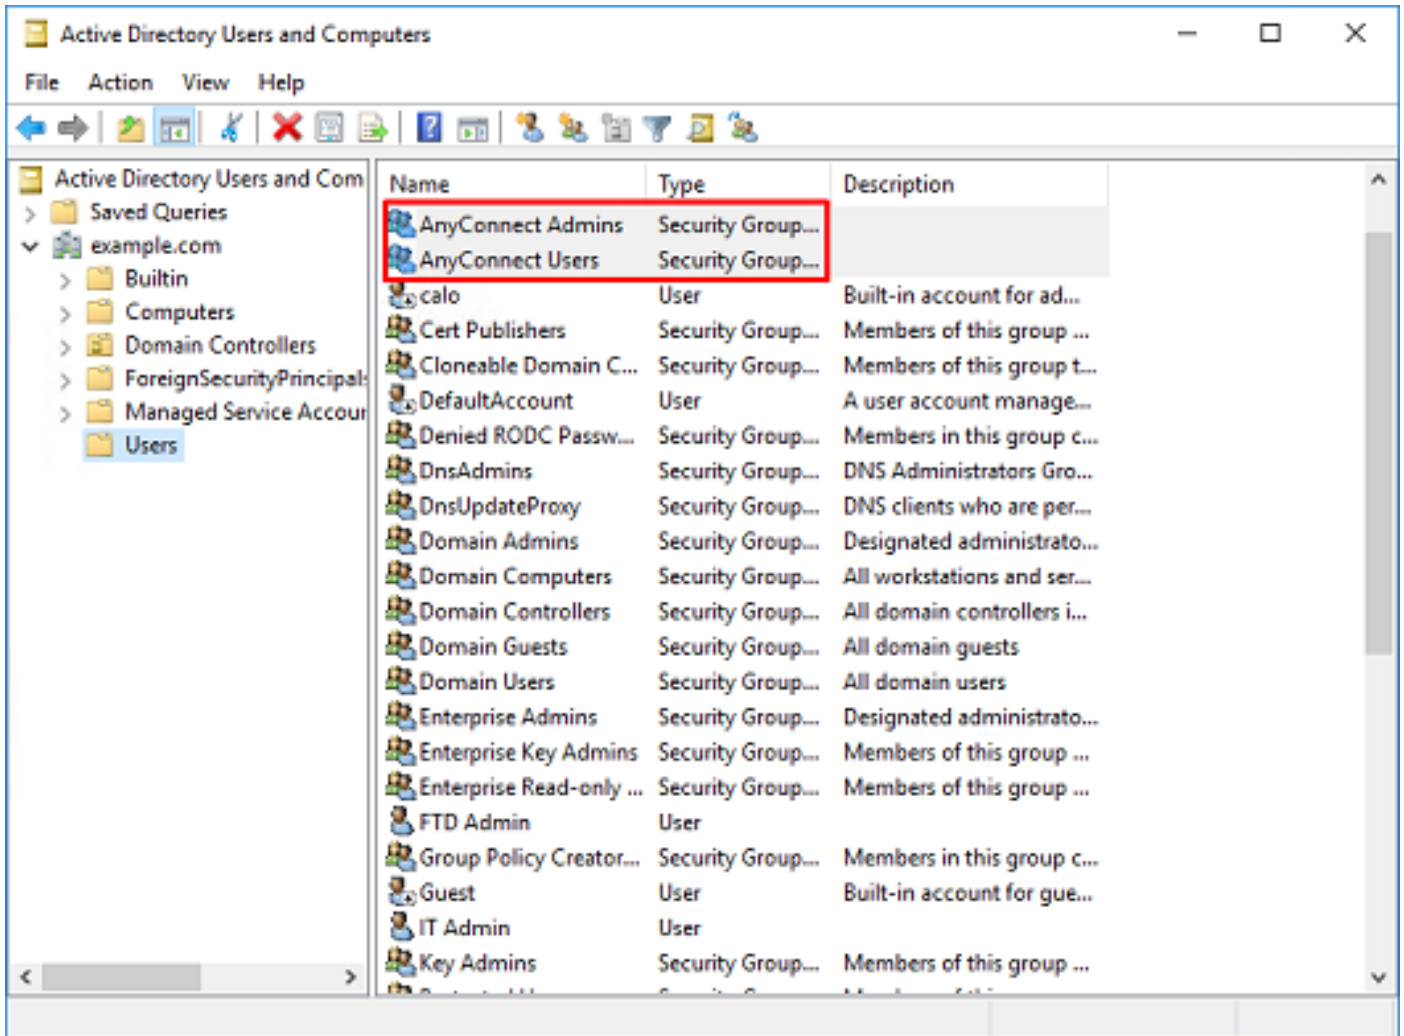 Active Directory Users and Computers
File Action View Help
Active Directory Users and Com
Saved Queries
example.com
Builtin
Computers
Domain Controllers
ForeignSecurityPrincipals
Managed Service Accour
Users
Name Type Description
AnyConnect Admins Security Group...
AnyConnect Users Security Group...
calo User Built-in account for ad...
Cert Publishers Security Group... Members of this group ...
Cloneable Domain C... Security Group... Members of this group t...
DefaultAccount User A user account manage...
Denied RODC Passw... Security Group... Members in this group c...
DnsAdmins Security Group... DNS Administrators Gro...
DnsUpdateProxy Security Group... DNS clients who are per...
Domain Admins Security Group... Designated administrato...
Domain Computers Security Group... All workstations and ser...
Domain Controllers Security Group... All domain controllers i...
Domain Guests Security Group... All domain guests
Domain Users Security Group... All domain users
Enterprise Admins Security Group... Designated administrato...
Enterprise Key Admins Security Group... Members of this group ...
Enterprise Read-only ... Security Group... Members of this group ...
FTD Admin User
Group Policy Creator... Security Group... Members in this group c...
Guest User Built-in account for gue...
IT Admin User
Key Admins Security Group... Members of this group ...